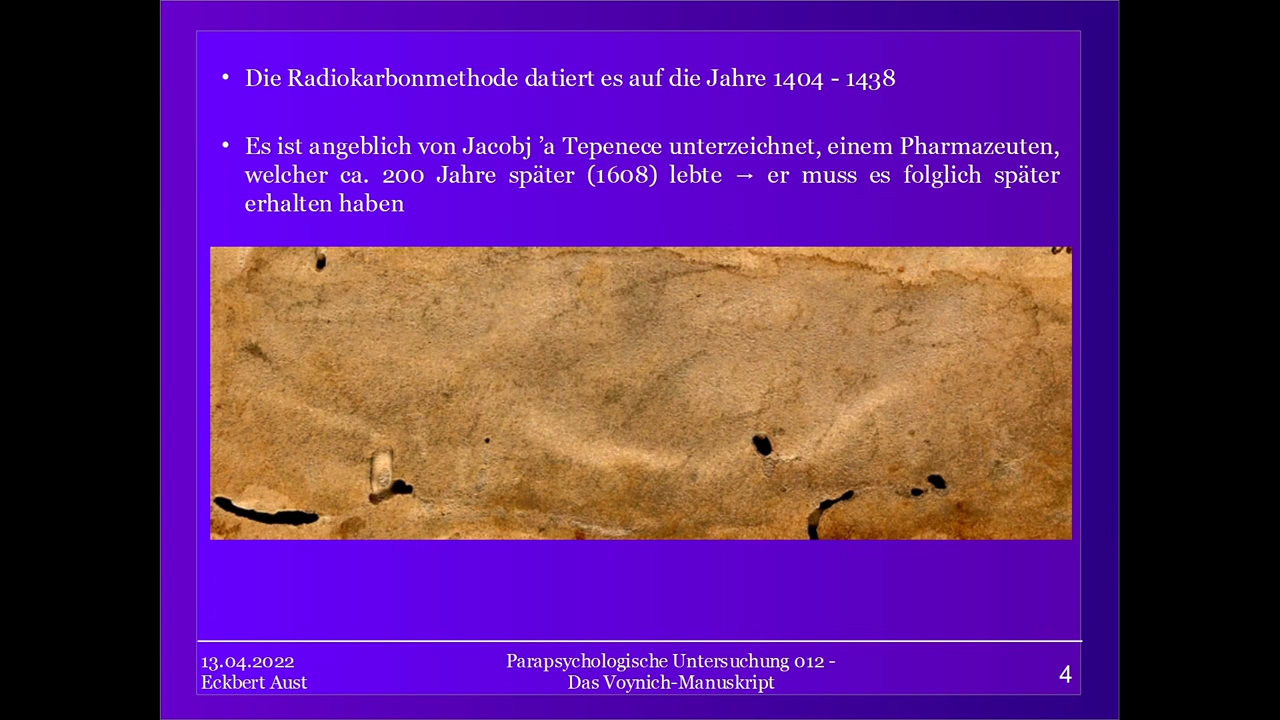 • Die Radiokarbonmethode datiert es auf die Jahre 1404 - 1438
• Es ist angeblich von Jacobj ’a Tepenece unterzeichnet, einem Pharmazeuten,
welcher ca. 200 Jahre später (1608) lebte → er muss es folglich später
erhalten haben
13.04.2022
Eckbert Aust
Parapsychologische Untersuchung 012 -
Das Voynich-Manuskript
4